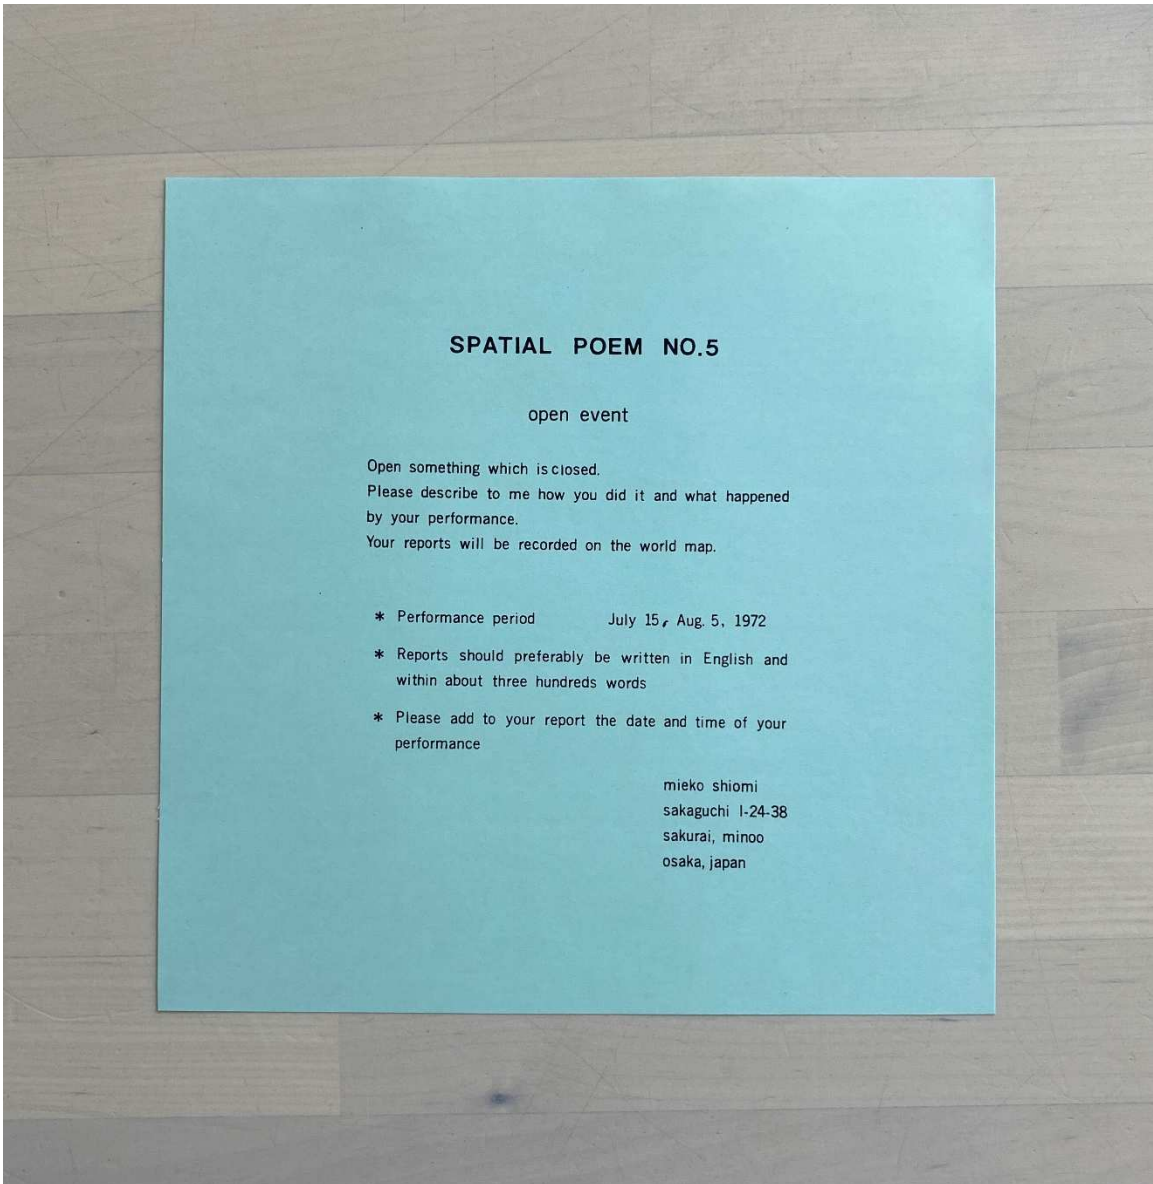 SPATIAL POEM NO.5
open event
Open something which is closed.
Please describe to me how you did it and what happened
by your performance.
Your reports will be recorded on the world map.
* Performance period July 15, Aug. 5, 1972
* Reports should preferably be written in English and
within about three hundreds words
* Please add to your report the date and time of your
performance
mieko shiomi
sakaguchi 1-24-38
sakurai, minoo
osaka, japan